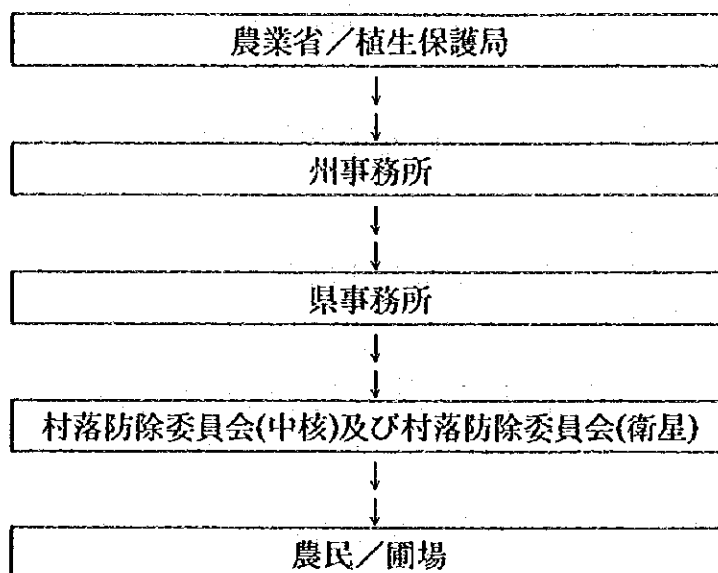 農業省／植生保護局
州事務所
県事務所
村落防除委員会(中核)及び村落防除委員会(衛星)
農民／圃場